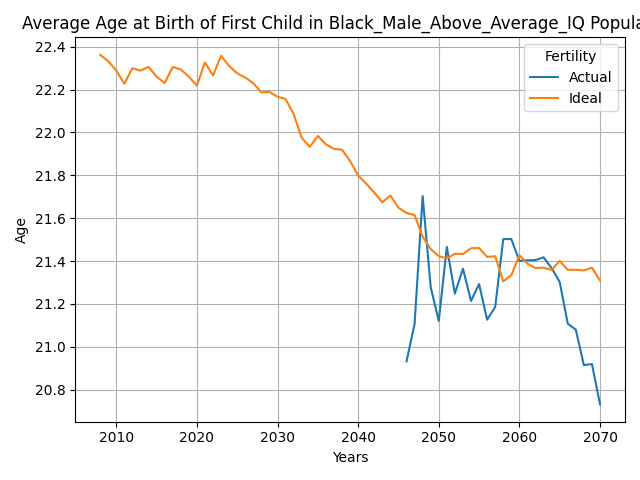 Average Age at Birth of First Child in Black_Male_Above_Average_IQ Popula
Fertility
Actual
Ideal
22.4
22.2
22.0
21.8
21.6
21.4
21.2
21.0
20.8
Age
2010 2020 2030 2040 2050 2060 2070
Years